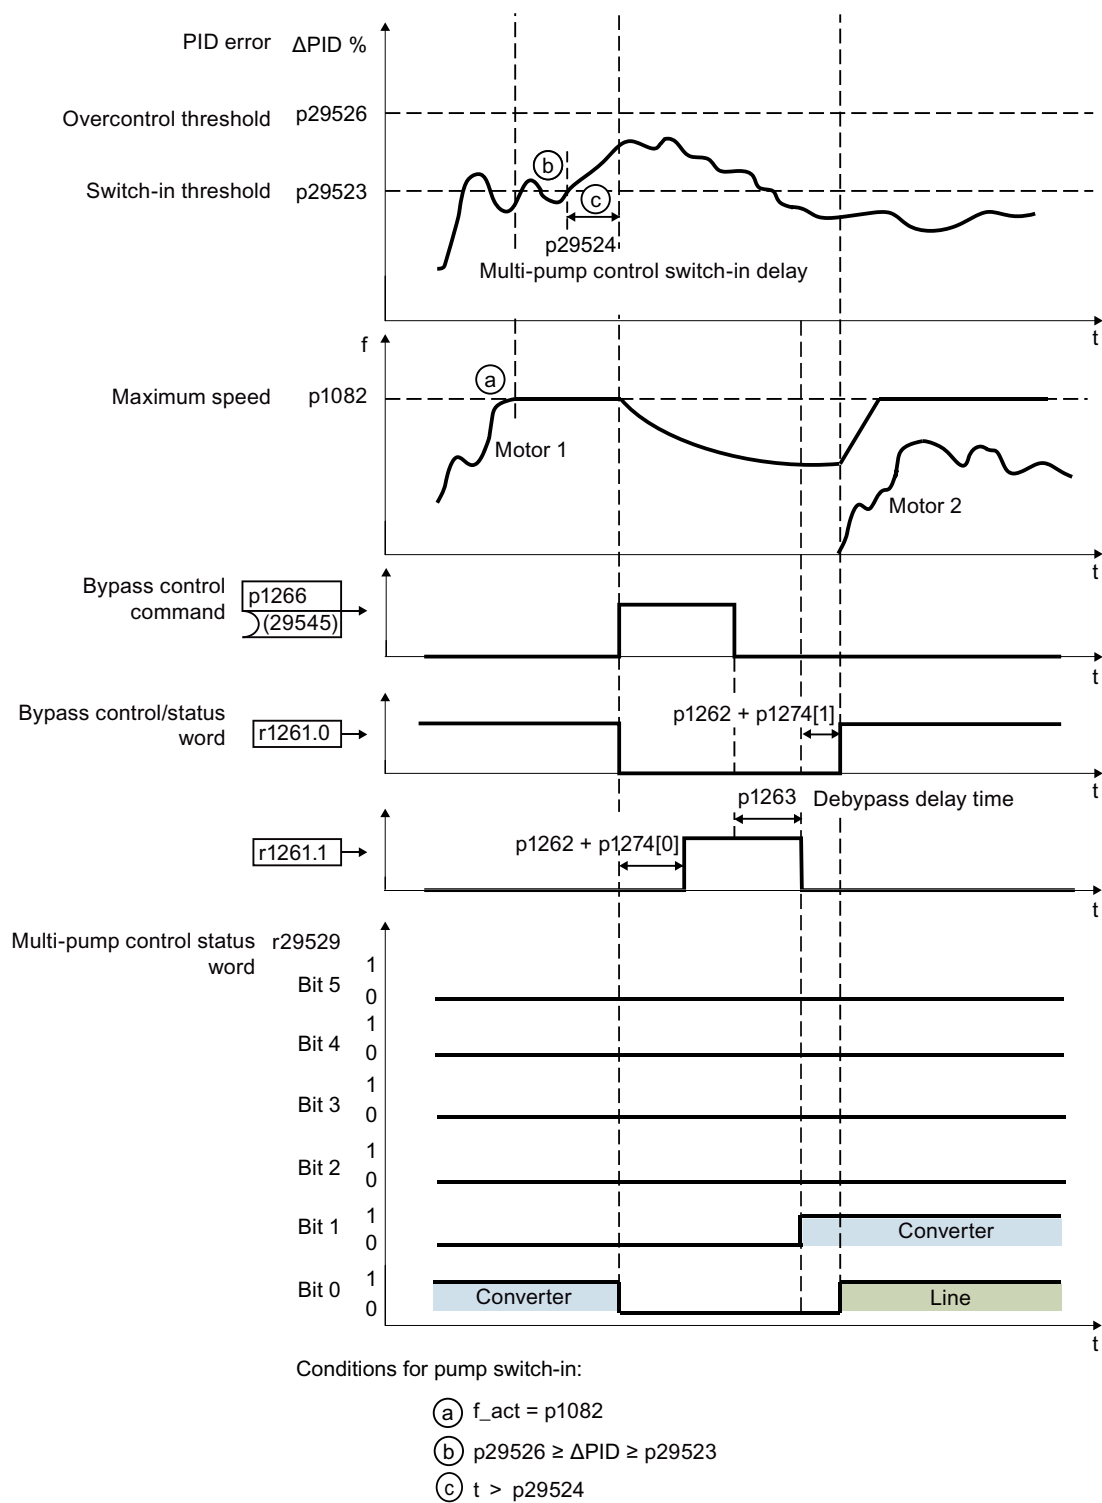 PID error ΔPID %
Overcontrol threshold p29526
b
Switch-in threshold p29523
c
p29524
Multi-pump control switch-in delay
t
f
a
Maximum speed p1082
Motor 1
Motor 2
t
Bypass control
command
p1266
(29545)
t
Bypass control/status
word
r1261.0
p1262 + p1274[1]
t
p1263 Debypass delay time
r1261.1
p1262 + p1274[0]
t
Multi-pump control status
word
r29529
Bit 5 1
0
Bit 4 1
0
Bit 3 1
0
Bit 2 1
0
Bit 1 1
0
Converter
Bit 0 1
0
Converter
Line
t
Conditions for pump switch-in:
a f_act = p1082
b p29526 ≥ ΔPID ≥ p29523
c t > p29524